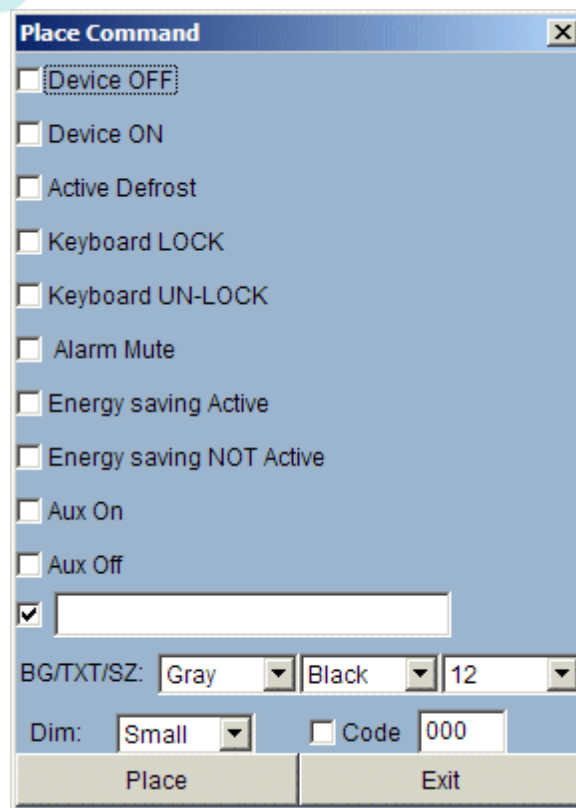 Place Command
Device OFF
Device ON
Active Defrost
Keyboard LOCK
Keyboard UN-LOCK
Alarm Mute
Energy saving Active
Energy saving NOT Active
Aux On
Aux Off
BG/TXT/SZ: Gray Black 12
Dim: Small Code 000
Place Exit